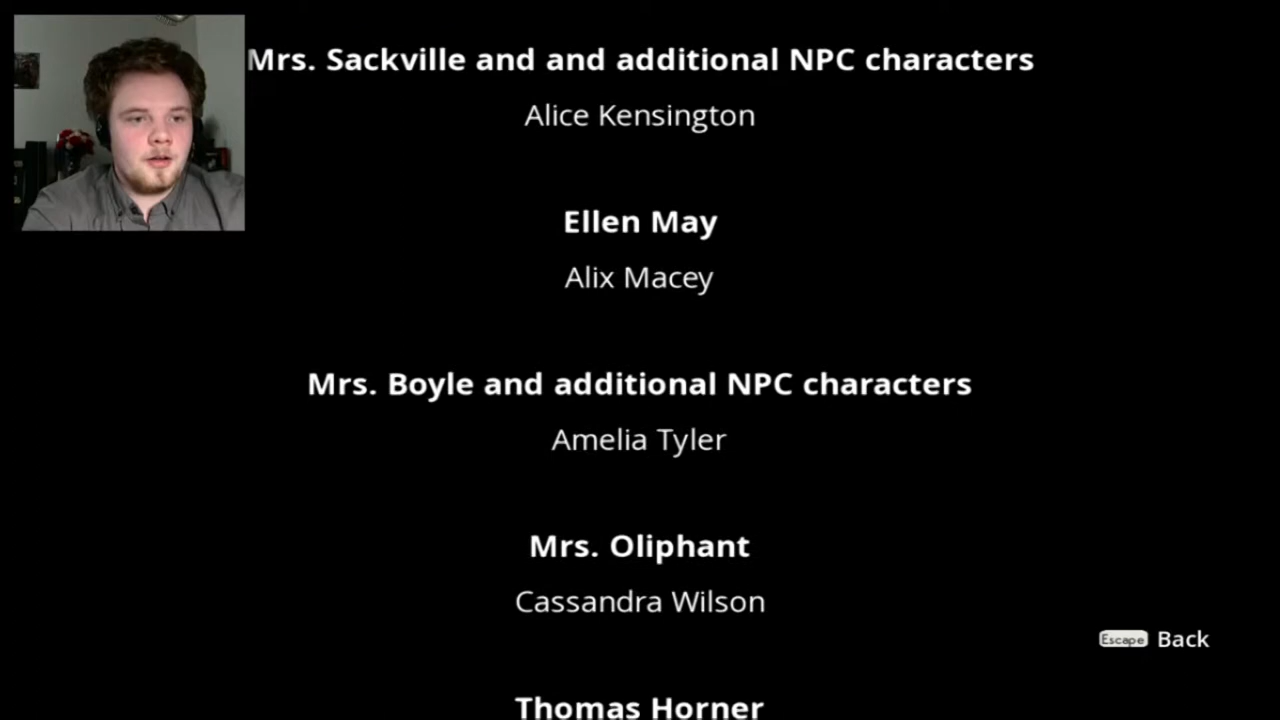 Mrs. Sackville and and additional NPC characters
Alice Kensington
Ellen May
Alix Macey
Mrs. Boyle and additional NPC characters
Amelia Tyler
Mrs. Oliphant
Cassandra Wilson
Escape Back
Thomas Horner